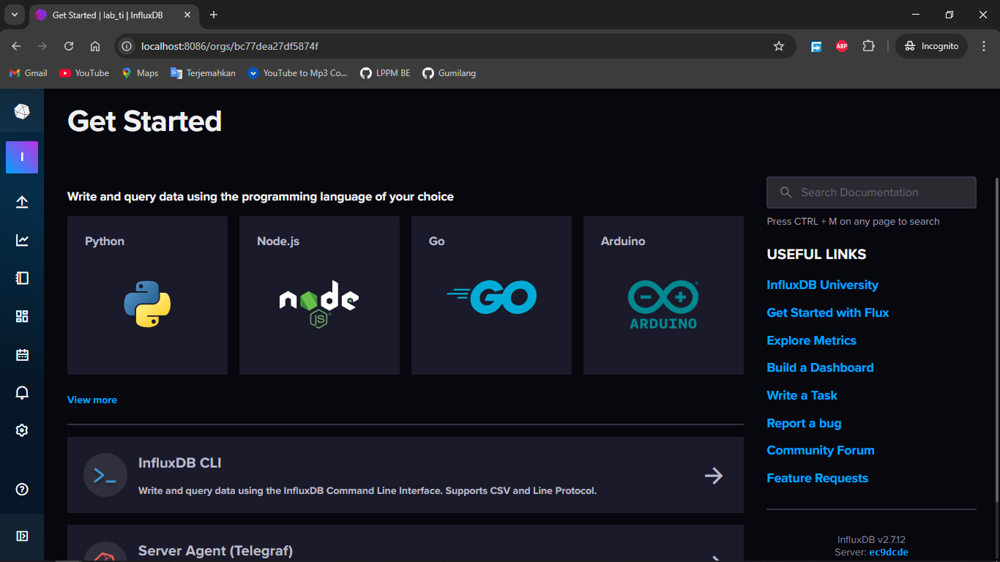 Get Started | lab_ti | InfluxDB
localhost:8086/orgs/bc77dea27df5874f
ABP
Incognito
Gmail
YouTube
Maps
Terjemahkan
YouTube to Mp3 Co...
LPPM BE
Gumilang
Get Started
I
Write and query data using the programming language of your choice
Search Documentation
Press CTRL + M on any page to search
Python
Node.js
Go
Arduino
node
JS
GO
ARDUINO
View more
USEFUL LINKS
InfluxDB University
Get Started with Flux
Explore Metrics
Build a Dashboard
Write a Task
Report a bug
Community Forum
Feature Requests
InfluxDB CLI
Write and query data using the InfluxDB Command Line Interface. Supports CSV and Line Protocol.
Server Agent (Telegraf)
InfluxDB v2.7.12
Server: ec9dcde